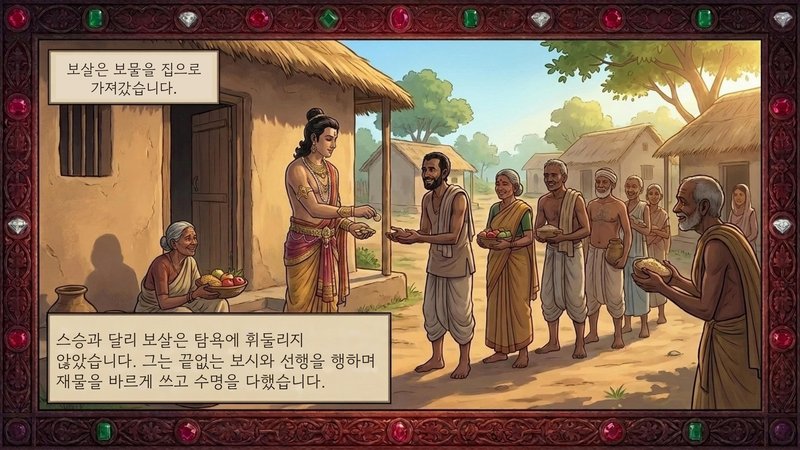 보살은 보물을 집으로
가져갔습니다.
스승과 달리 보살은 탐욕에 휘둘리지
않았습니다. 그는 끝없는 보시와 선행을 행하며
재물을 바르게 쓰고 수명을 다했습니다.